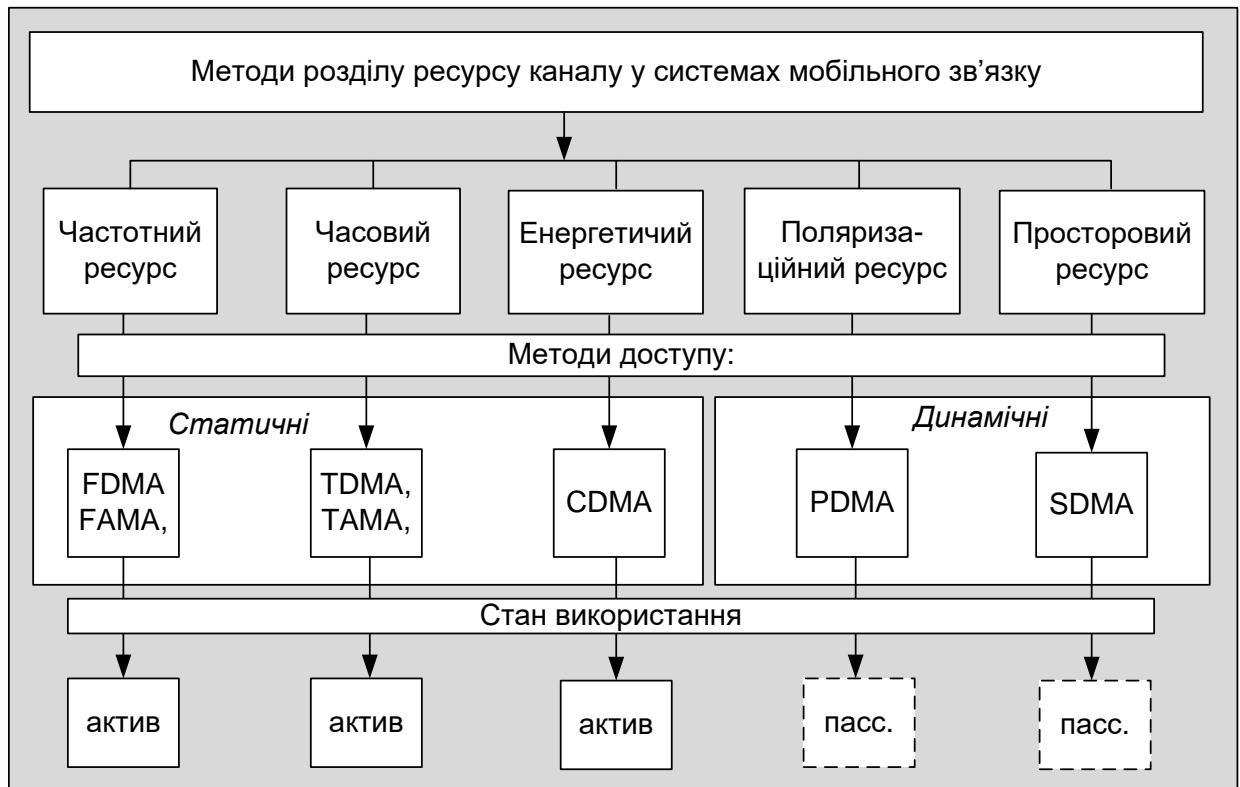 Методи розділу ресурсу каналу у системах мобільного зв’язку
Частотний
ресурс
Часовий
ресурс
Енергетичий
ресурс
Поляриза-
ційний ресурс
Просторовий
ресурс
Методи доступу:
Статичні
Динамічні
FDMA
FAMA,
TDMA,
TAMA,
CDMA
PDMA
SDMA
Стан використання
актив
актив
актив
пасс.
пасс.